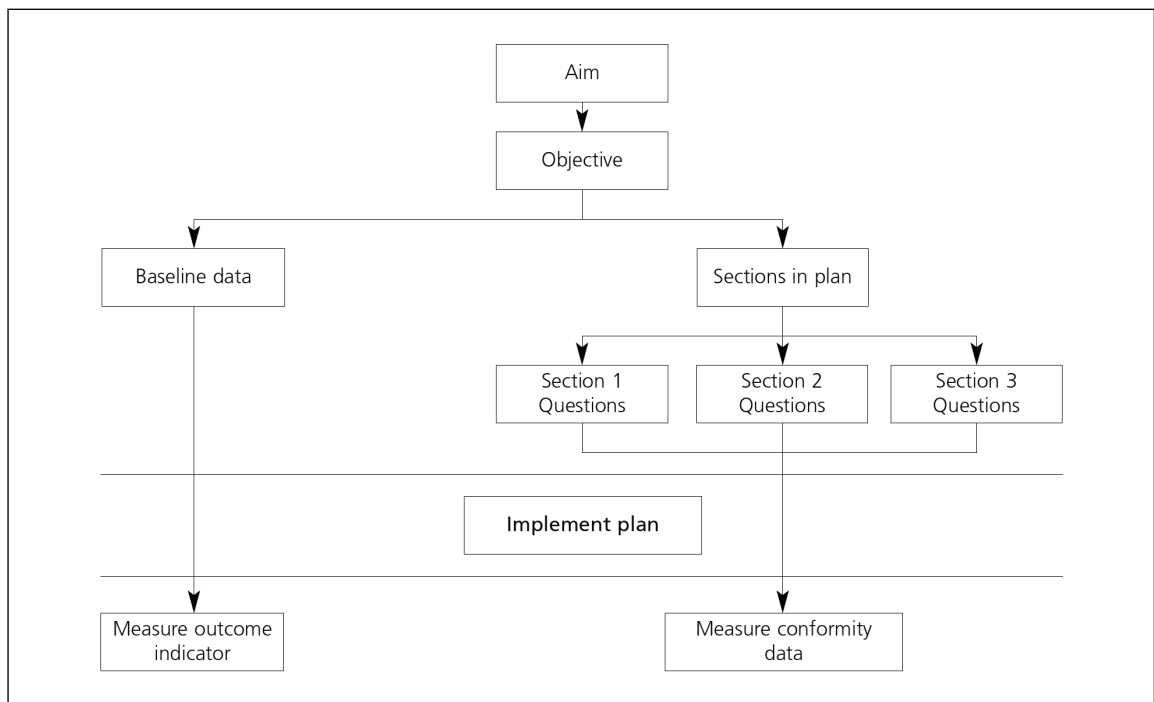 Aim
Objective
Baseline data
Sections in plan
Section 1
Questions
Section 2
Questions
Section 3
Questions
Implement plan
Measure outcome
indicator
Measure conformity
data